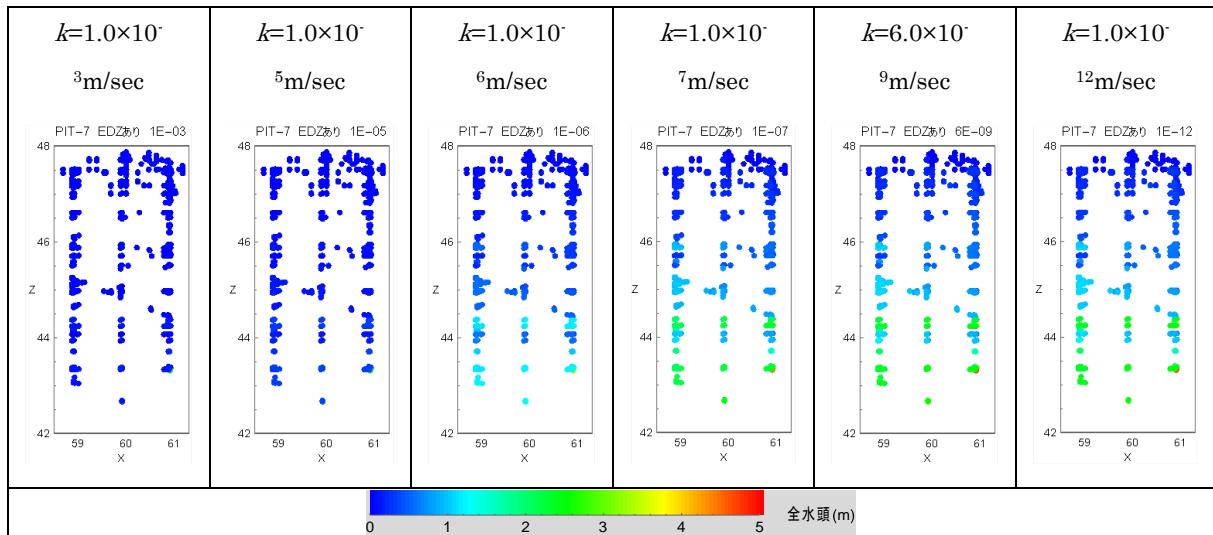 k=1.0×10⁻
³m/sec
k=1.0×10⁻
⁵m/sec
k=1.0×10⁻
⁶m/sec
k=1.0×10⁻
⁷m/sec
k=6.0×10⁻
⁹m/sec
k=1.0×10⁻
¹²m/sec
PIT-7 EDZあり 1E-03
48
46
Z
44
42
59 60 61
X
PIT-7 EDZあり 1E-05
48
46
Z
44
42
59 60 61
X
PIT-7 EDZあり 1E-06
48
46
Z
44
42
59 60 61
X
PIT-7 EDZあり 1E-07
48
46
Z
44
42
59 60 61
X
PIT-7 EDZあり 6E-09
48
46
Z
44
42
59 60 61
X
PIT-7 EDZあり 1E-12
48
46
Z
44
42
59 60 61
X
0 1 2 3 4 5
全水頭(m)